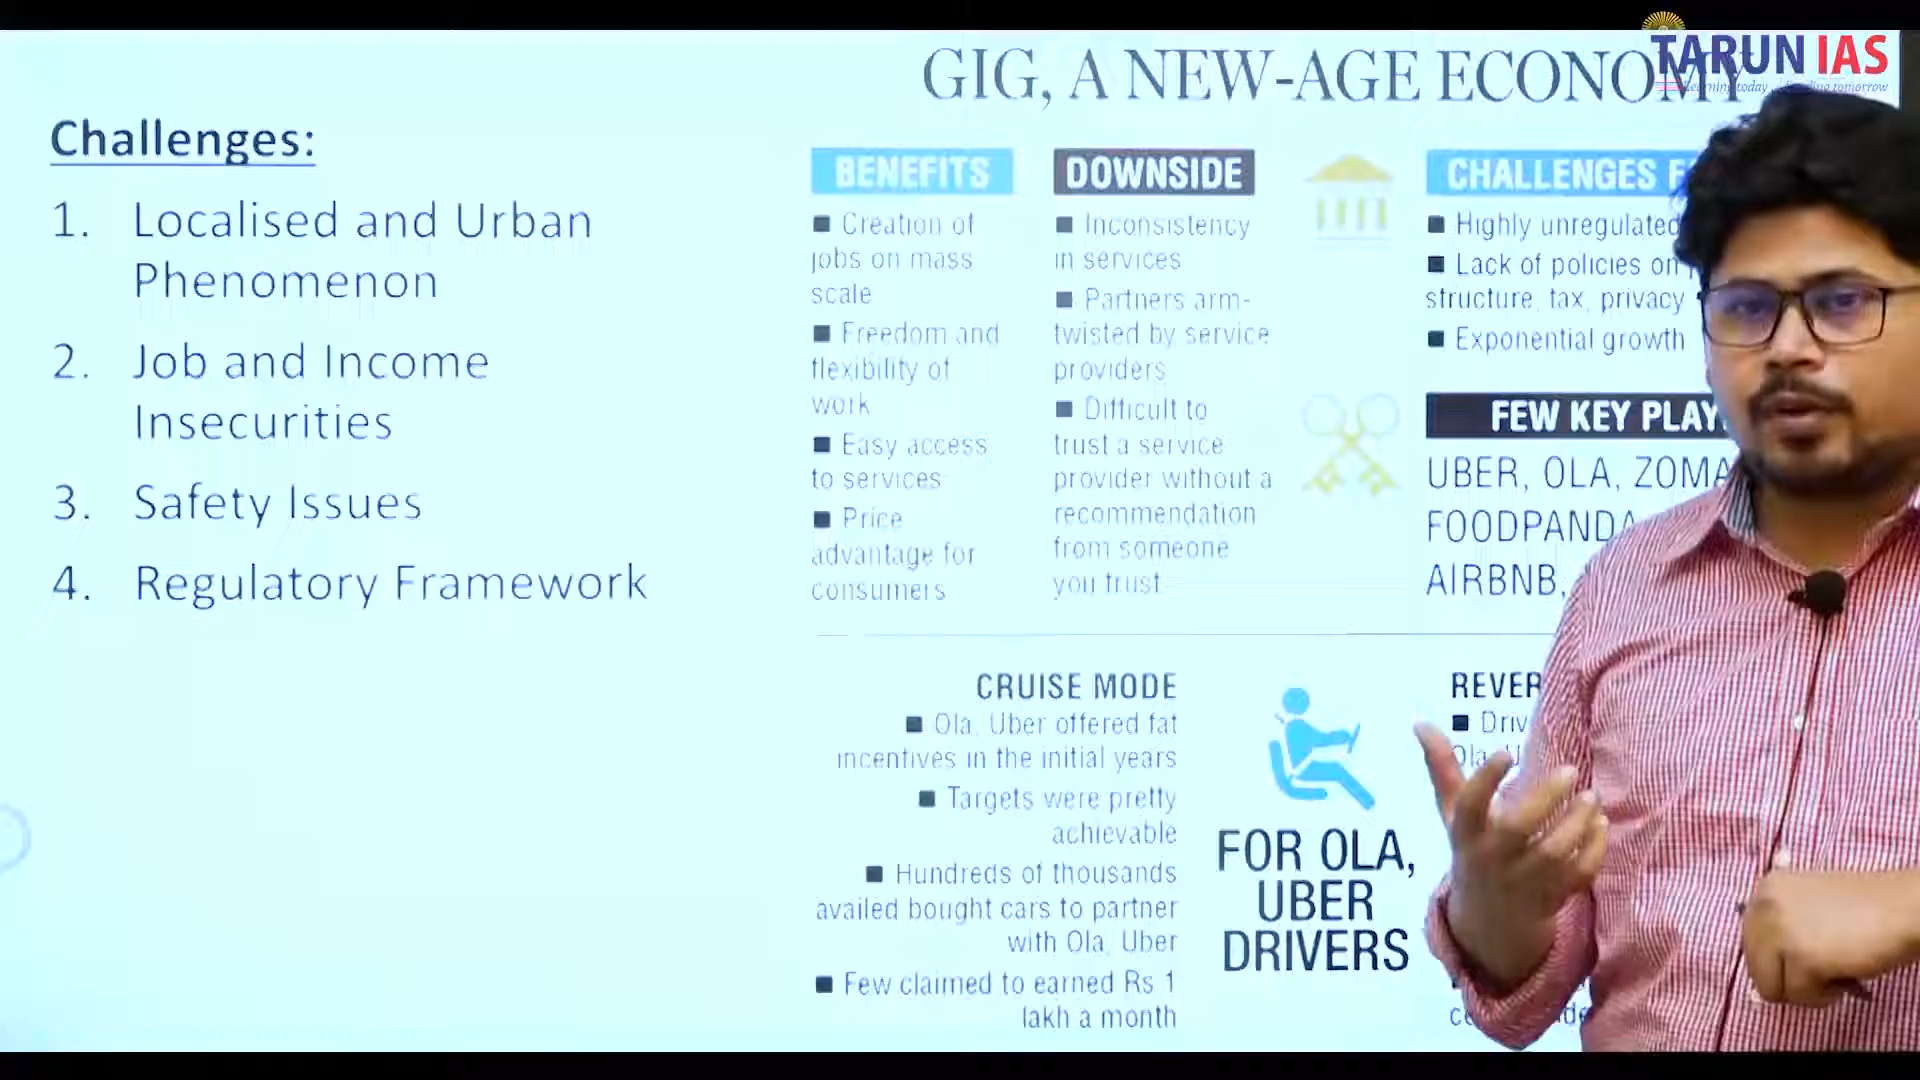 GIG, A NEW-AGE ECONOMY
TARUN IAS
Challenges:
1. Localised and Urban
Phenomenon
2. Job and Income
Insecurities
3. Safety Issues
4. Regulatory Framework
BENEFITS
■ Creation of
jobs on mass
scale
■ Freedom and
flexibility of
work
■ Easy access
to services
■ Price
advantage for
consumers
DOWNSIDE
■ Inconsistency
in services
■ Partners arm-
twisted by service
providers
■ Difficult to
trust a service
provider without a
recommendation
from someone
you trust
CHALLENGES
■ Highly unregulated
■ Lack of policies on
structure, tax, privacy
■ Exponential growth
FEW KEY
UBER, OLA,
FOODPANDA
AIRBNB,
CRUISE MODE
■ Ola, Uber offered fat
incentives in the initial years
■ Targets were pretty
achievable
■ Hundreds of thousands
availed bought cars to partner
with Ola, Uber
■ Few claimed to earned Rs 1
lakh a month
FOR OLA,
UBER
DRIVERS